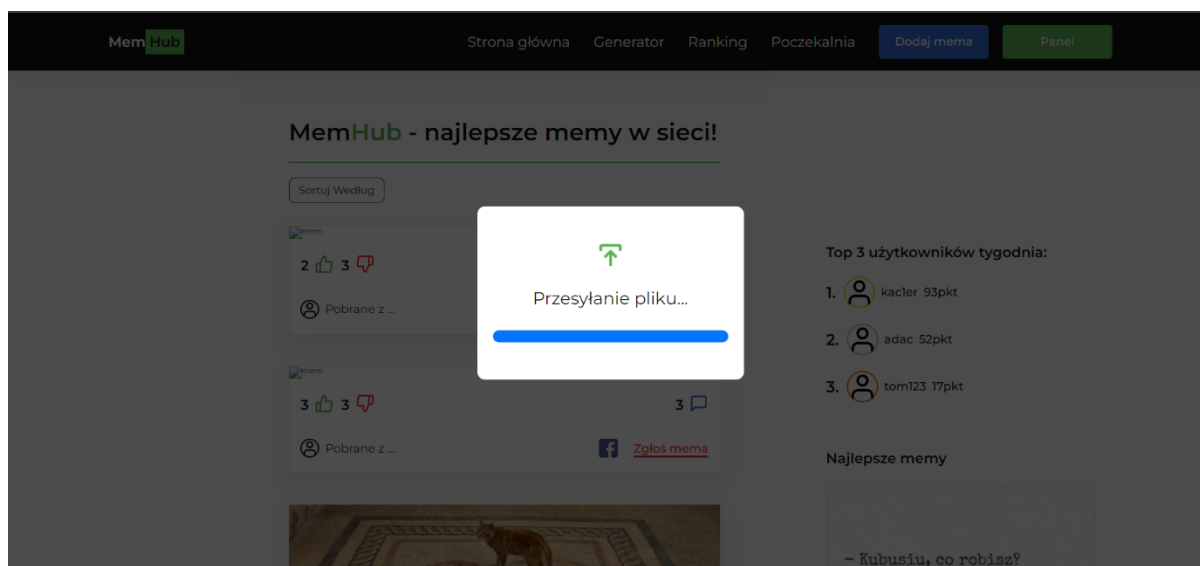 MemHub
Strona główna Generator Ranking Poczekalnia Dodaj mema Panel
MemHub - najlepsze memy w sieci!
Sortuj Według
mem
2 3
Pobrane z ...
Przesyłanie pliku...
mem
3 3 3
Pobrane z ... Zgłoś mema
Top 3 użytkowników tygodnia:
1. kac1er 93pkt
2. adac 52pkt
3. tom123 17pkt
Najlepsze memy
– Kubusiu, co robisz?